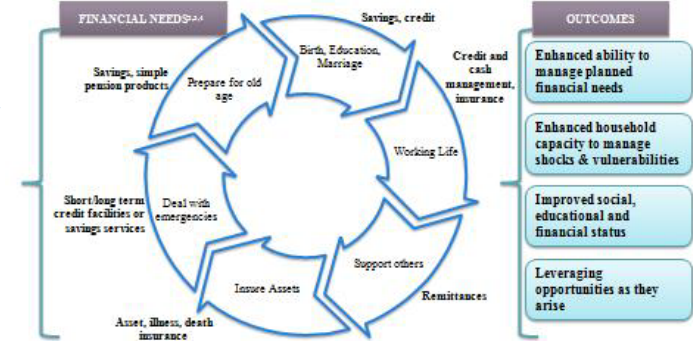 FINANCIAL NEEDS
OUTCOMES
Savings, credit
Birth, Education,
Marriage
Credit and
cash
management,
insurance
Working Life
Support others
Remittances
Insure Assets
Asset, illness, death
insurance
Deal with
emergencies
Short/long term
credit facilities or
savings services
Prepare for old
age
Savings, simple
pension products
Enhanced ability to
manage planned
financial needs
Enhanced household
capacity to manage
shocks & vulnerabilities
Improved social,
educational and
financial status
Leveraging
opportunities as they
arise